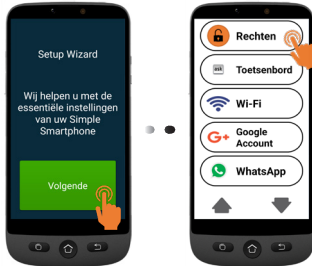 Setup Wizard
Wij helpen u met de
essentiële instellingen
van uw Simple
Smartphone
Volgende
Rechten
Toetsenbord
Wi-Fi
G+ Google
Account
WhatsApp